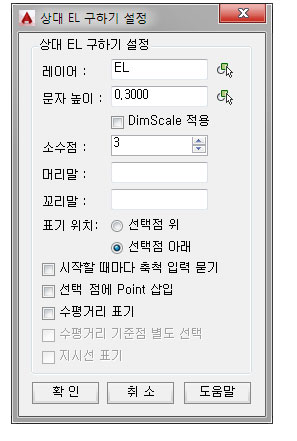 상대 EL 구하기 설정
상대 EL 구하기 설정
레이어 : EL
문자 높이 : 0,3000
DimScale 적용
소수점 : 3
머리말 :
꼬리말 :
표기 위치: 선택점 위
선택점 아래
시작할 때마다 축척 입력 묻기
선택 점에 Point 삽입
수평거리 표기
수평거리 기준점 별도 선택
지시선 표기
확 인 취 소 도움말